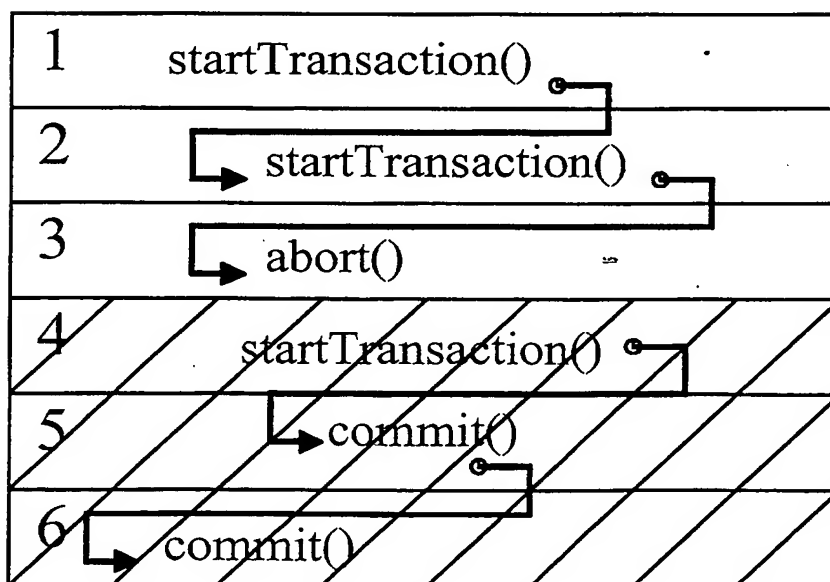 1 startTransaction()
2 startTransaction()
3 abort()
4 startTransaction()
5 commit()
6 commit()